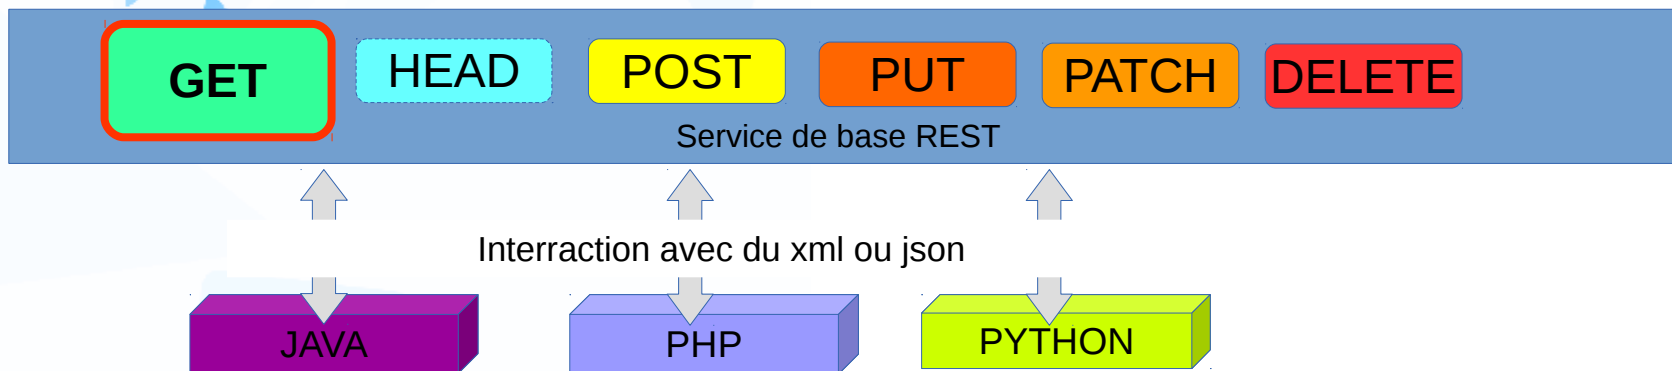 GET HEAD POST PUT PATCH DELETE
Service de base REST
Interraction avec du xml ou json
JAVA PHP PYTHON